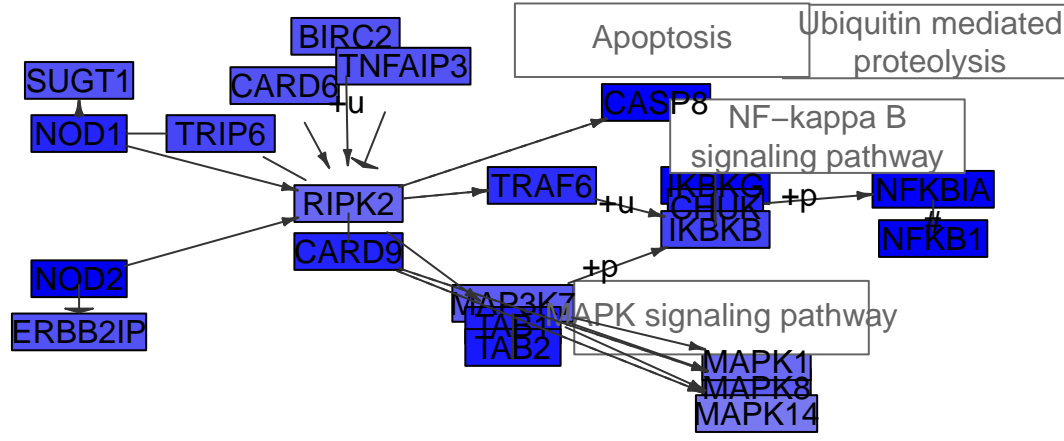 BIRC2
Apoptosis
Ubiquitin mediated
proteolysis
TNFAIP3
SUGT1
CARD6
+u
CASP8
NOD1
TRIP6
NF−kappa B
signaling pathway
RIPK2
TRAF6
+u
IKBKG
CHUK
IKBKB
+p
NFKBIA
#
NFKB1
CARD9
NOD2
+p
MAP3K7
TAB1
TAB2
MAPK signaling pathway
ERBB2IP
MAPK1
MAPK8
MAPK14